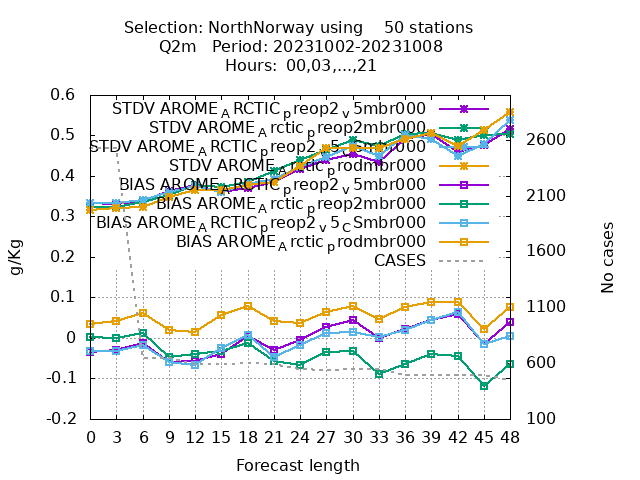 Selection: NorthNorway using 50 stations
Q2m Period: 20231002-20231008
Hours: 00,03,...,21
STDV AROME_ARCTIC_preop2_v5mbr000
STDV AROME_Arctic_preop2mbr000
STDV AROME_ARCTIC_preop2_v5_CSmbr000
STDV AROME_Arctic_prodmbr000
BIAS AROME_ARCTIC_preop2_v5mbr000
BIAS AROME_Arctic_preop2mbr000
BIAS AROME_ARCTIC_preop2_v5_CSmbr000
BIAS AROME_Arctic_prodmbr000
CASES
0.6
0.5
0.4
0.3
0.2
0.1
0
-0.1
-0.2
g/Kg
2600
2100
1600
1100
600
100
No cases
0 3 6 9 12 15 18 21 24 27 30 33 36 39 42 45 48
Forecast length